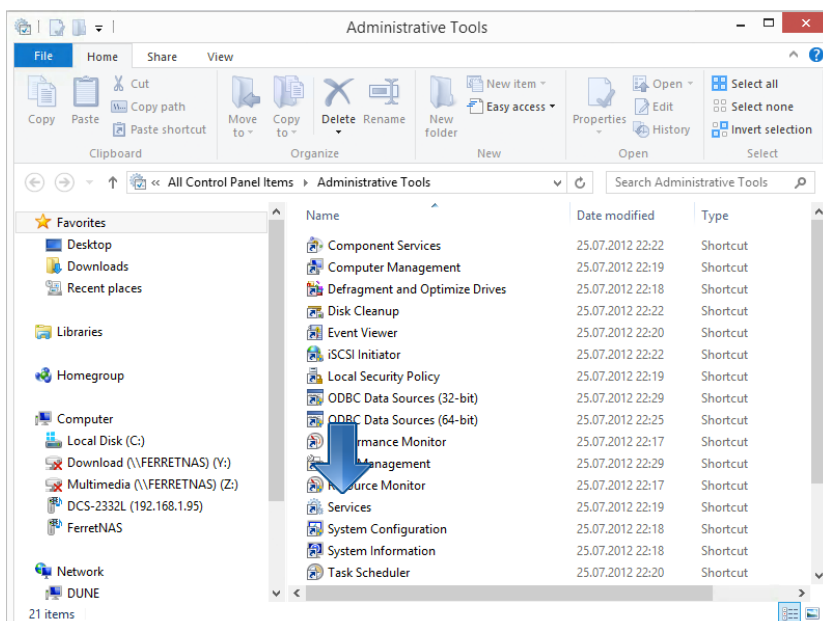 Administrative Tools
File Home Share View
Copy
Paste
Cut
Copy path
Paste shortcut
Clipboard
Move to
Copy to
Delete
Rename
Organize
New folder
New item
Easy access
New
Properties
Open
Edit
History
Open
Select all
Select none
Invert selection
Select
« All Control Panel Items Administrative Tools
Search Administrative Tools
Favorites
Desktop
Downloads
Recent places
Libraries
Homegroup
Computer
Local Disk (C:)
Download (\\FERRETNAS) (Y:)
Multimedia (\\FERRETNAS) (Z:)
DCS-2332L (192.168.1.95)
FerretNAS
Network
DUNE
Name Date modified Type
Component Services 25.07.2012 22:22 Shortcut
Computer Management 25.07.2012 22:19 Shortcut
Defragment and Optimize Drives 25.07.2012 22:18 Shortcut
Disk Cleanup 25.07.2012 22:22 Shortcut
Event Viewer 25.07.2012 22:20 Shortcut
iSCSI Initiator 25.07.2012 22:22 Shortcut
Local Security Policy 25.07.2012 22:19 Shortcut
ODBC Data Sources (32-bit) 25.07.2012 22:29 Shortcut
ODBC Data Sources (64-bit) 25.07.2012 22:25 Shortcut
Monitor 25.07.2012 22:17 Shortcut
Management 25.07.2012 22:29 Shortcut
Monitor 25.07.2012 22:17 Shortcut
Services 25.07.2012 22:19 Shortcut
System Configuration 25.07.2012 22:18 Shortcut
System Information 25.07.2012 22:18 Shortcut
Task Scheduler 25.07.2012 22:20 Shortcut
21 items